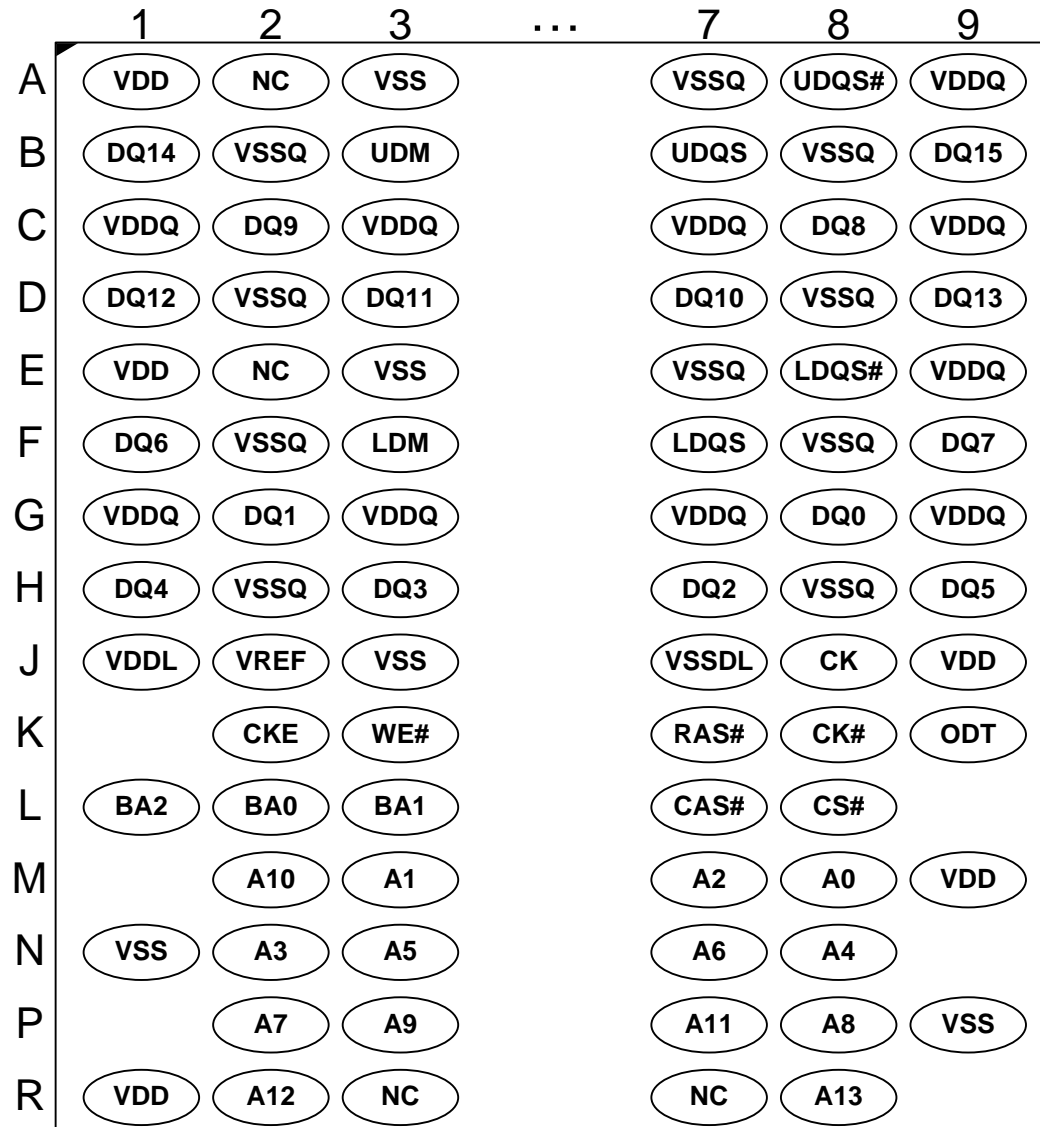 1 2 3 ... 7 8 9
A VDD NC VSS VSSQ UDQS# VDDQ
B DQ14 VSSQ UDM UDQS VSSQ DQ15
C VDDQ DQ9 VDDQ VDDQ DQ8 VDDQ
D DQ12 VSSQ DQ11 DQ10 VSSQ DQ13
E VDD NC VSS VSSQ LDQS# VDDQ
F DQ6 VSSQ LDM LDQS VSSQ DQ7
G VDDQ DQ1 VDDQ VDDQ DQ0 VDDQ
H DQ4 VSSQ DQ3 DQ2 VSSQ DQ5
J VDDL VREF VSS VSSDL CK VDD
K CKE WE# RAS# CK# ODT
L BA2 BA0 BA1 CAS# CS#
M A10 A1 A2 A0 VDD
N VSS A3 A5 A6 A4
P A7 A9 A11 A8 VSS
R VDD A12 NC NC A13